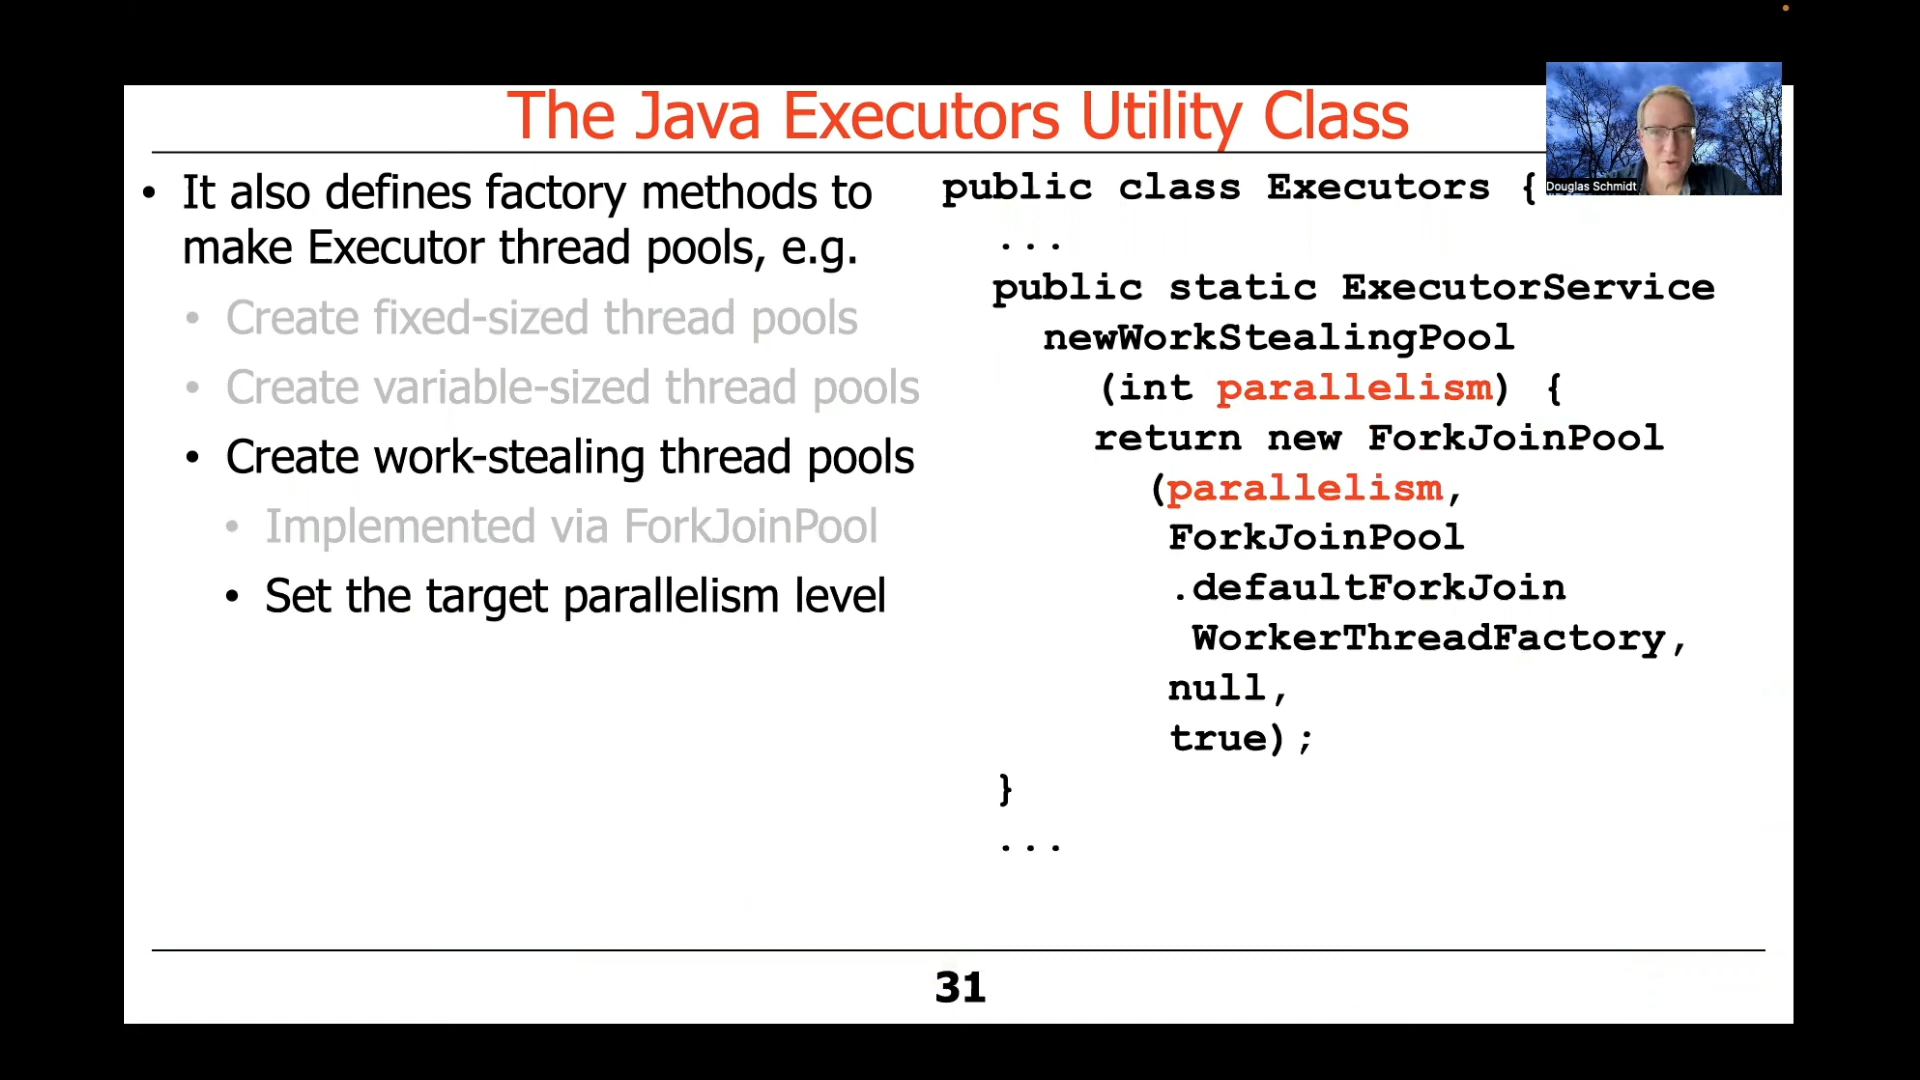 The Java Executors Utility Class
• It also defines factory methods to
make Executor thread pools, e.g.
• Create fixed-sized thread pools
• Create variable-sized thread pools
• Create work-stealing thread pools
• Implemented via ForkJoinPool
• Set the target parallelism level
public class Executors {
...
public static ExecutorService
newWorkStealingPool
(int parallelism) {
return new ForkJoinPool
(parallelism,
ForkJoinPool
.defaultForkJoin
WorkerThreadFactory,
null,
true);
}
...
Douglas Schmidt
31